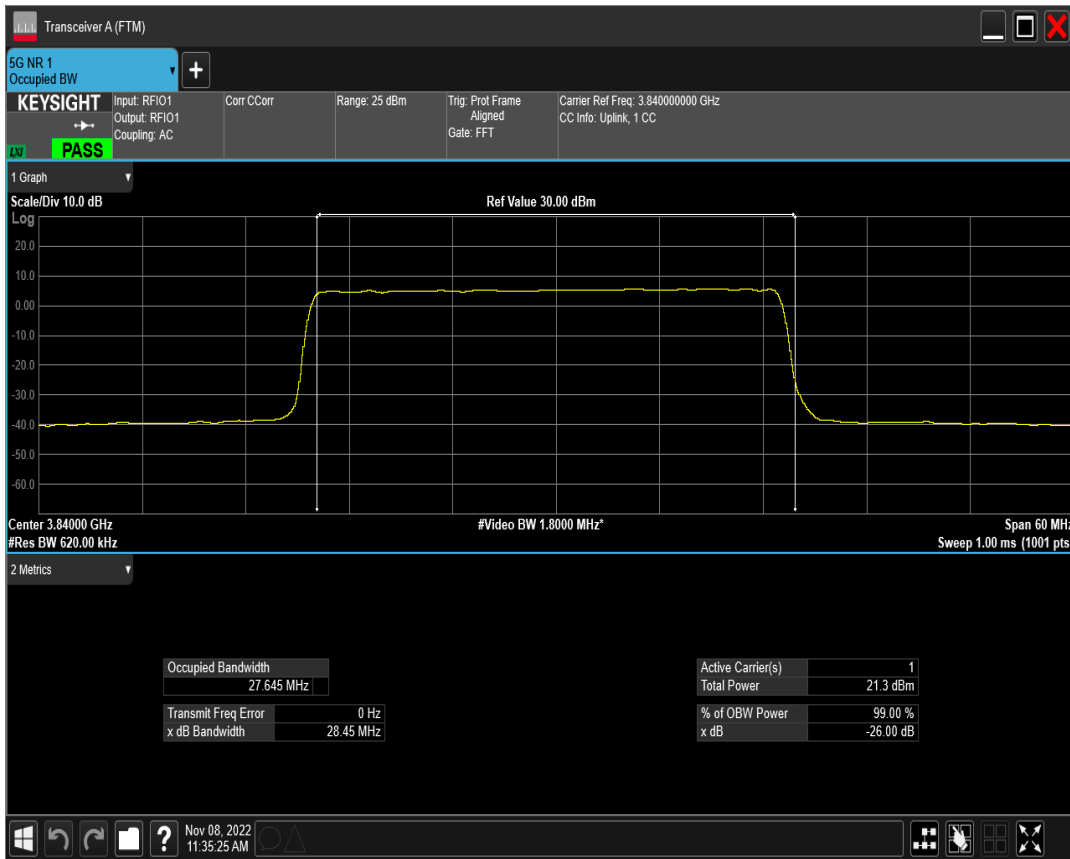 Transceiver A (FTM)
5G NR 1
Occupied BW
+
KEYSIGHT
LXI
PASS
Input: RFIO1
Output: RFIO1
Coupling: AC
Corr CCorr
Range: 25 dBm
Trig: Prot Frame
Aligned
Gate: FFT
Carrier Ref Freq: 3.840000000 GHz
CC Info: Uplink, 1 CC
1 Graph
Scale/Div 10.0 dB
Ref Value 30.00 dBm
Log
20.0
10.0
0.00
-10.0
-20.0
-30.0
-40.0
-50.0
-60.0
Center 3.84000 GHz
#Video BW 1.8000 MHz*
Span 60 MHz
#Res BW 620.00 kHz
Sweep 1.00 ms (1001 pts
2 Metrics
Occupied Bandwidth
27.645 MHz
Transmit Freq Error 0 Hz
x dB Bandwidth 28.45 MHz
Active Carrier(s) 1
Total Power 21.3 dBm
% of OBW Power 99.00 %
x dB -26.00 dB
?
Nov 08, 2022
11:35:25 AM